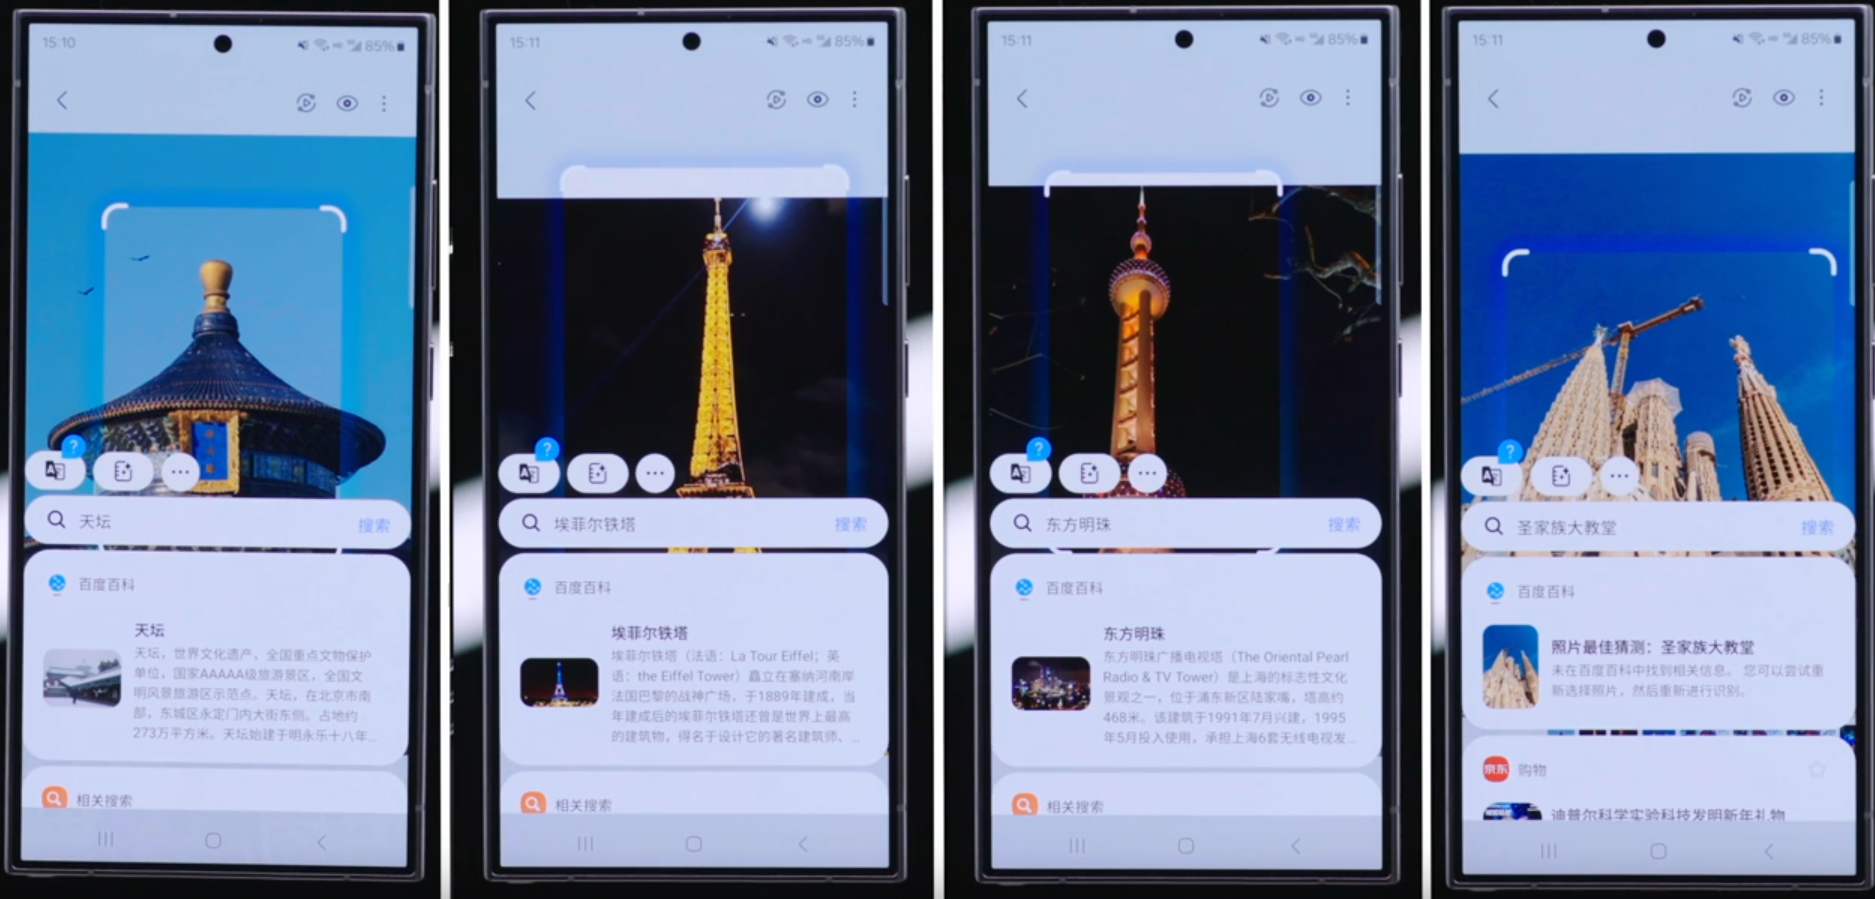 15:10
85%
天坛
搜索
百度百科
天坛
天坛，世界文化遗产，全国重点文物保护
单位，国家AAAAA级旅游景区，全国文
明风景旅游区示范点。天坛，在北京市南
部，东城区永定门内大街东侧。占地约
273万平方米。天坛始建于明永乐十八年...
相关搜索
15:11
85%
埃菲尔铁塔
搜索
百度百科
埃菲尔铁塔
埃菲尔铁塔（法语：La Tour Eiffel；英
语：the Eiffel Tower）矗立在塞纳河南岸
法国巴黎的战神广场，于1889年建成，当
年建成后的埃菲尔铁塔还曾是世界上最高
的建筑物，得名于设计它的著名建筑师、...
相关搜索
15:11
85%
东方明珠
搜索
百度百科
东方明珠
东方明珠广播电视塔（The Oriental Pearl
Radio & TV Tower）是上海的标志性文化
景观之一，位于浦东新区陆家嘴，塔高约
468米。该建筑于1991年7月兴建，1995
年5月投入使用，承担上海6套无线电视发...
相关搜索
15:11
85%
圣家族大教堂
搜索
百度百科
照片最佳猜测：圣家族大教堂
未在百度百科中找到相关信息。您可以尝试重
新选择照片，然后重新进行识别。
京东 购物
迪普尔科学实验科技发明新年礼物